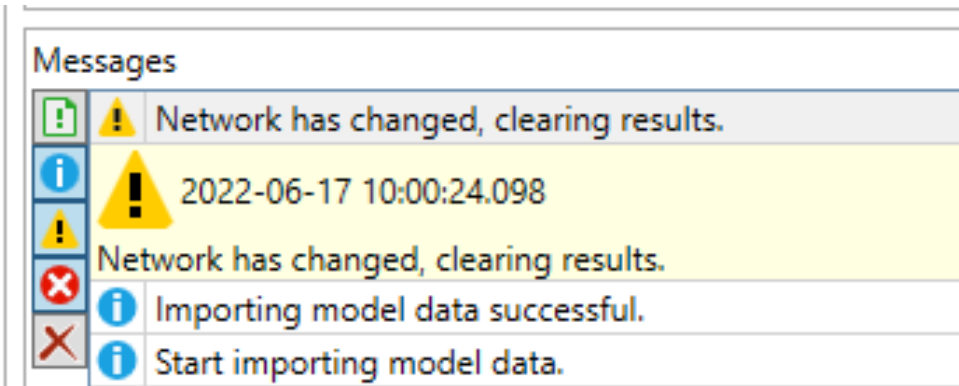 Messages
Network has changed, clearing results.
2022-06-17 10:00:24.098
Network has changed, clearing results.
Importing model data successful.
Start importing model data.